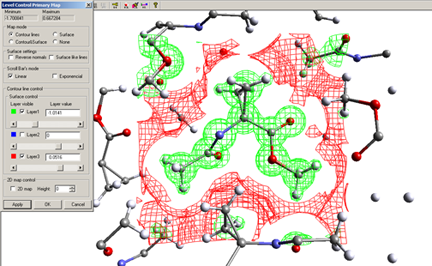 Level Control Primary Map
Minimum Maximum
-1.708841 0.667284
Map mode
Contour lines Surface
Contour&Surface None
Surface settings
Reverse normals Surface like lines
Scroll Bar's mode
Linear Exponencial
Contour line control
Surface control
Layer visible Layer value
Layer1 -1.0141
Layer2 0
Layer3 -0.0516
2D map control
2D map Height: 0
Apply OK Cancel